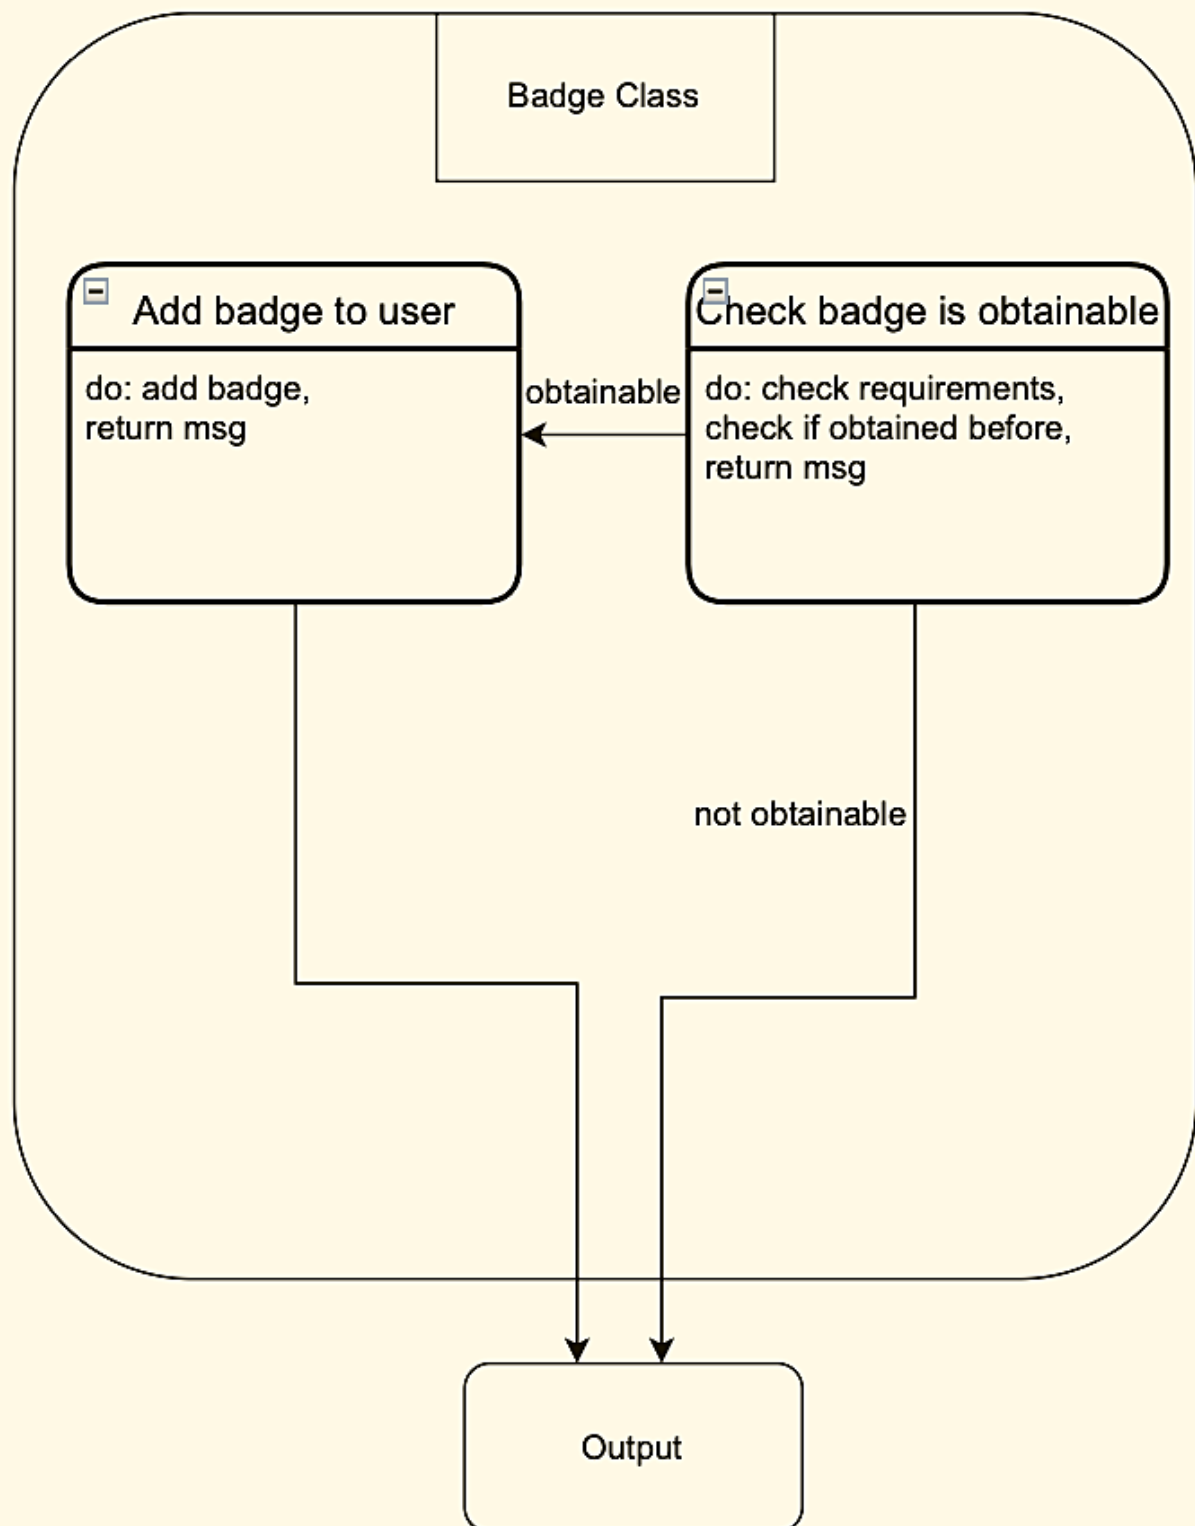 Badge Class
Add badge to user
do: add badge,
return msg
obtainable
Check badge is obtainable
do: check requirements,
check if obtained before,
return msg
not obtainable
Output